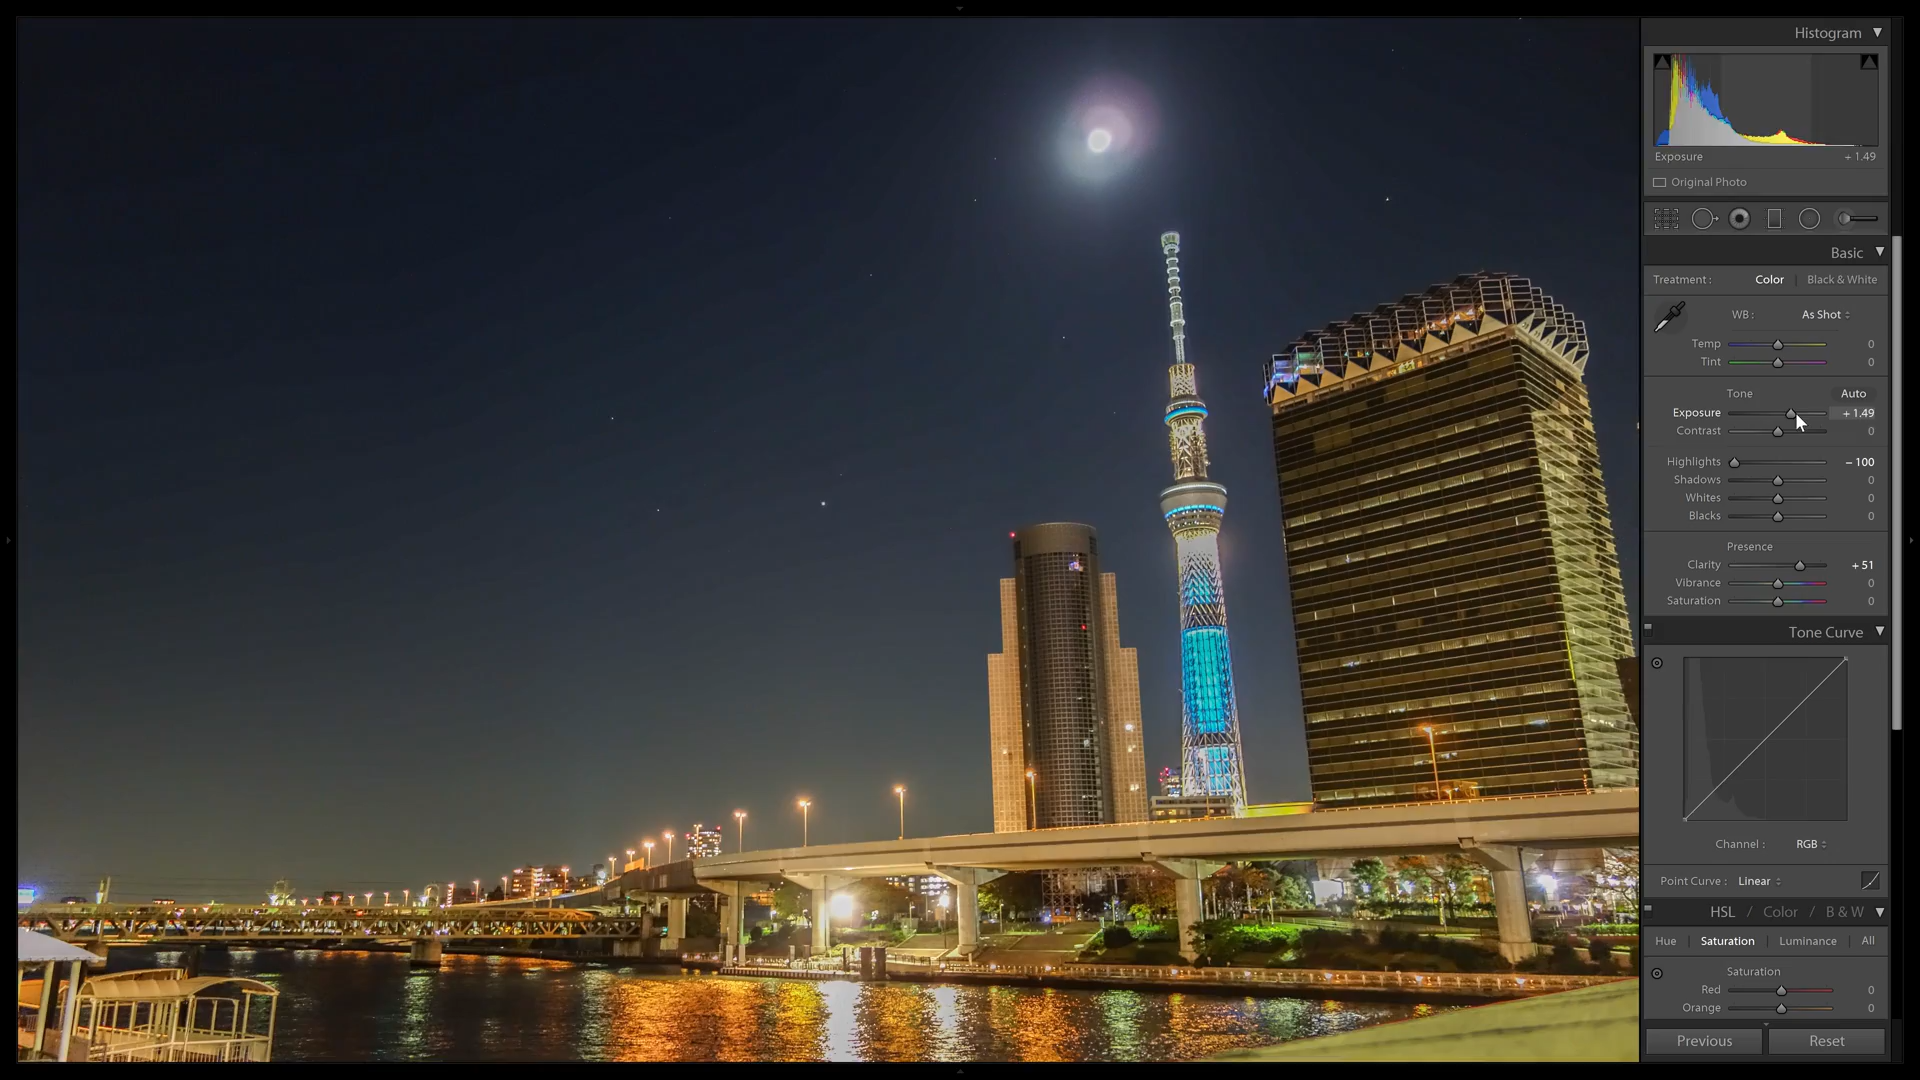 Histogram
Exposure + 1.49
Original Photo
Basic
Treatment : Color | Black & White
WB : As Shot
Temp 0
Tint 0
Tone Auto
Exposure + 1.49
Contrast 0
Highlights – 100
Shadows 0
Whites 0
Blacks 0
Presence
Clarity + 51
Vibrance 0
Saturation 0
Tone Curve
Channel : RGB
Point Curve : Linear
HSL / Color / B & W
Hue Saturation Luminance All
Saturation
Red 0
Orange 0
Previous Reset